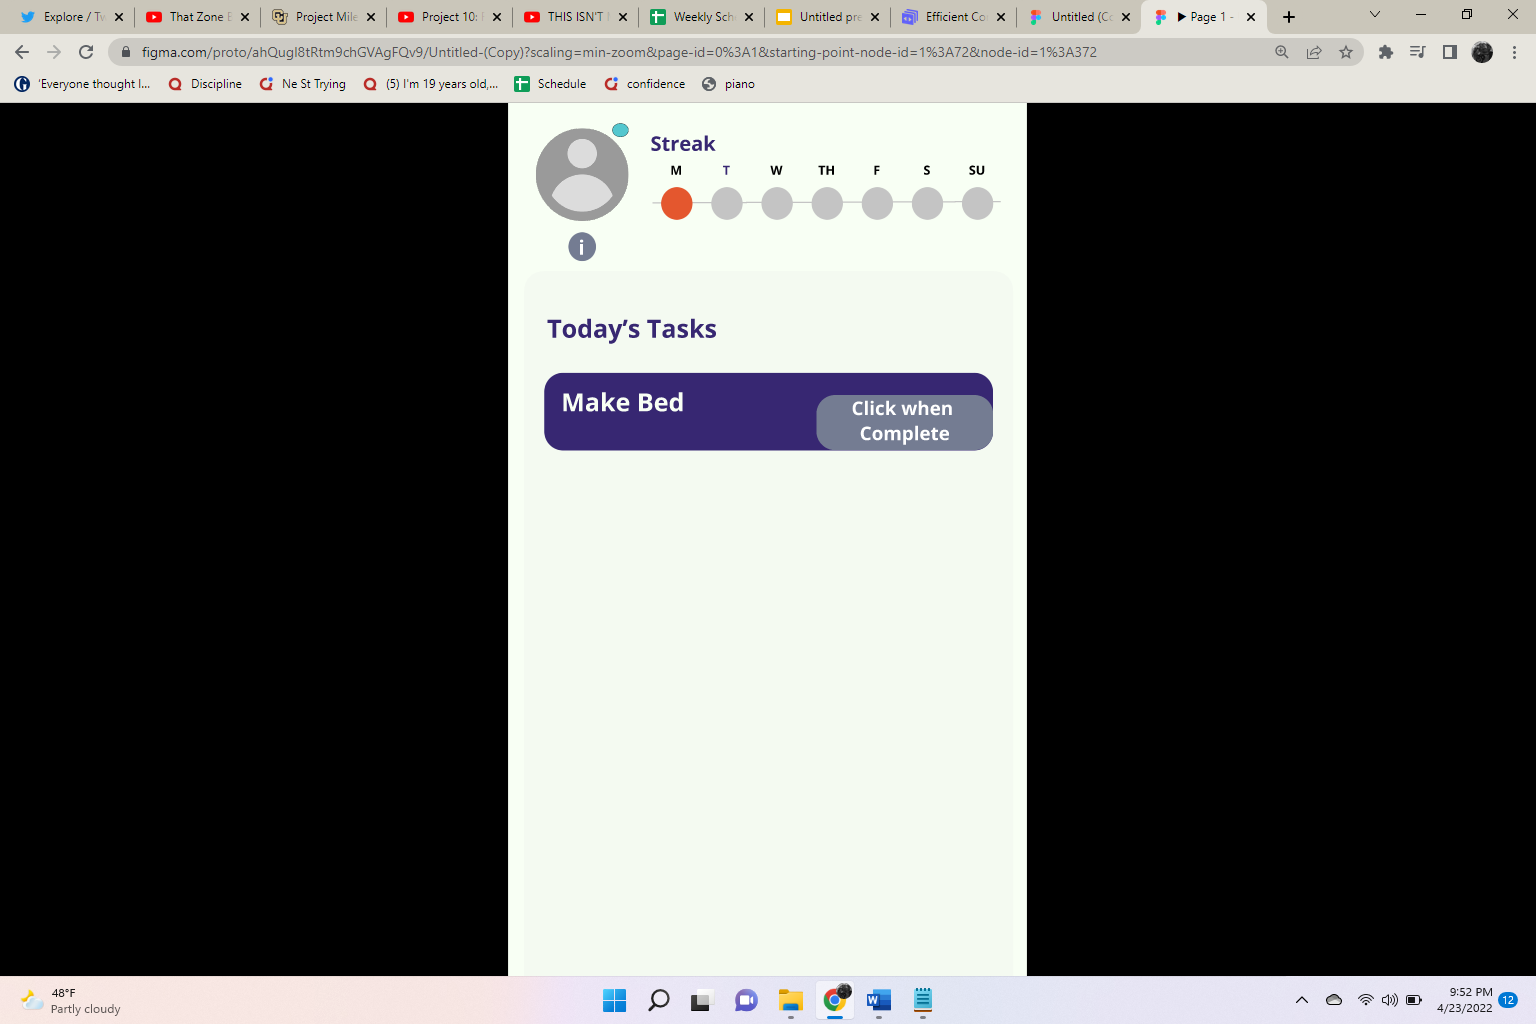 Explore / Tw
That Zone E
Project Mile
Project 10:
THIS ISN'T
Weekly Sch
Untitled pre
Efficient Co
Untitled (Co
Page 1 -
figma.com/proto/ahQugI8tRtm9chGVAgFQv9/Untitled-(Copy)?scaling=min-zoom&page-id=0%3A1&starting-point-node-id=1%3A72&node-id=1%3A372
'Everyone thought I...
Discipline
Ne St Trying
(5) I'm 19 years old,...
Schedule
confidence
piano
Streak
M T W TH F S SU
i
Today's Tasks
Make Bed
Click when
Complete
48°F
Partly cloudy
9:52 PM
4/23/2022
12